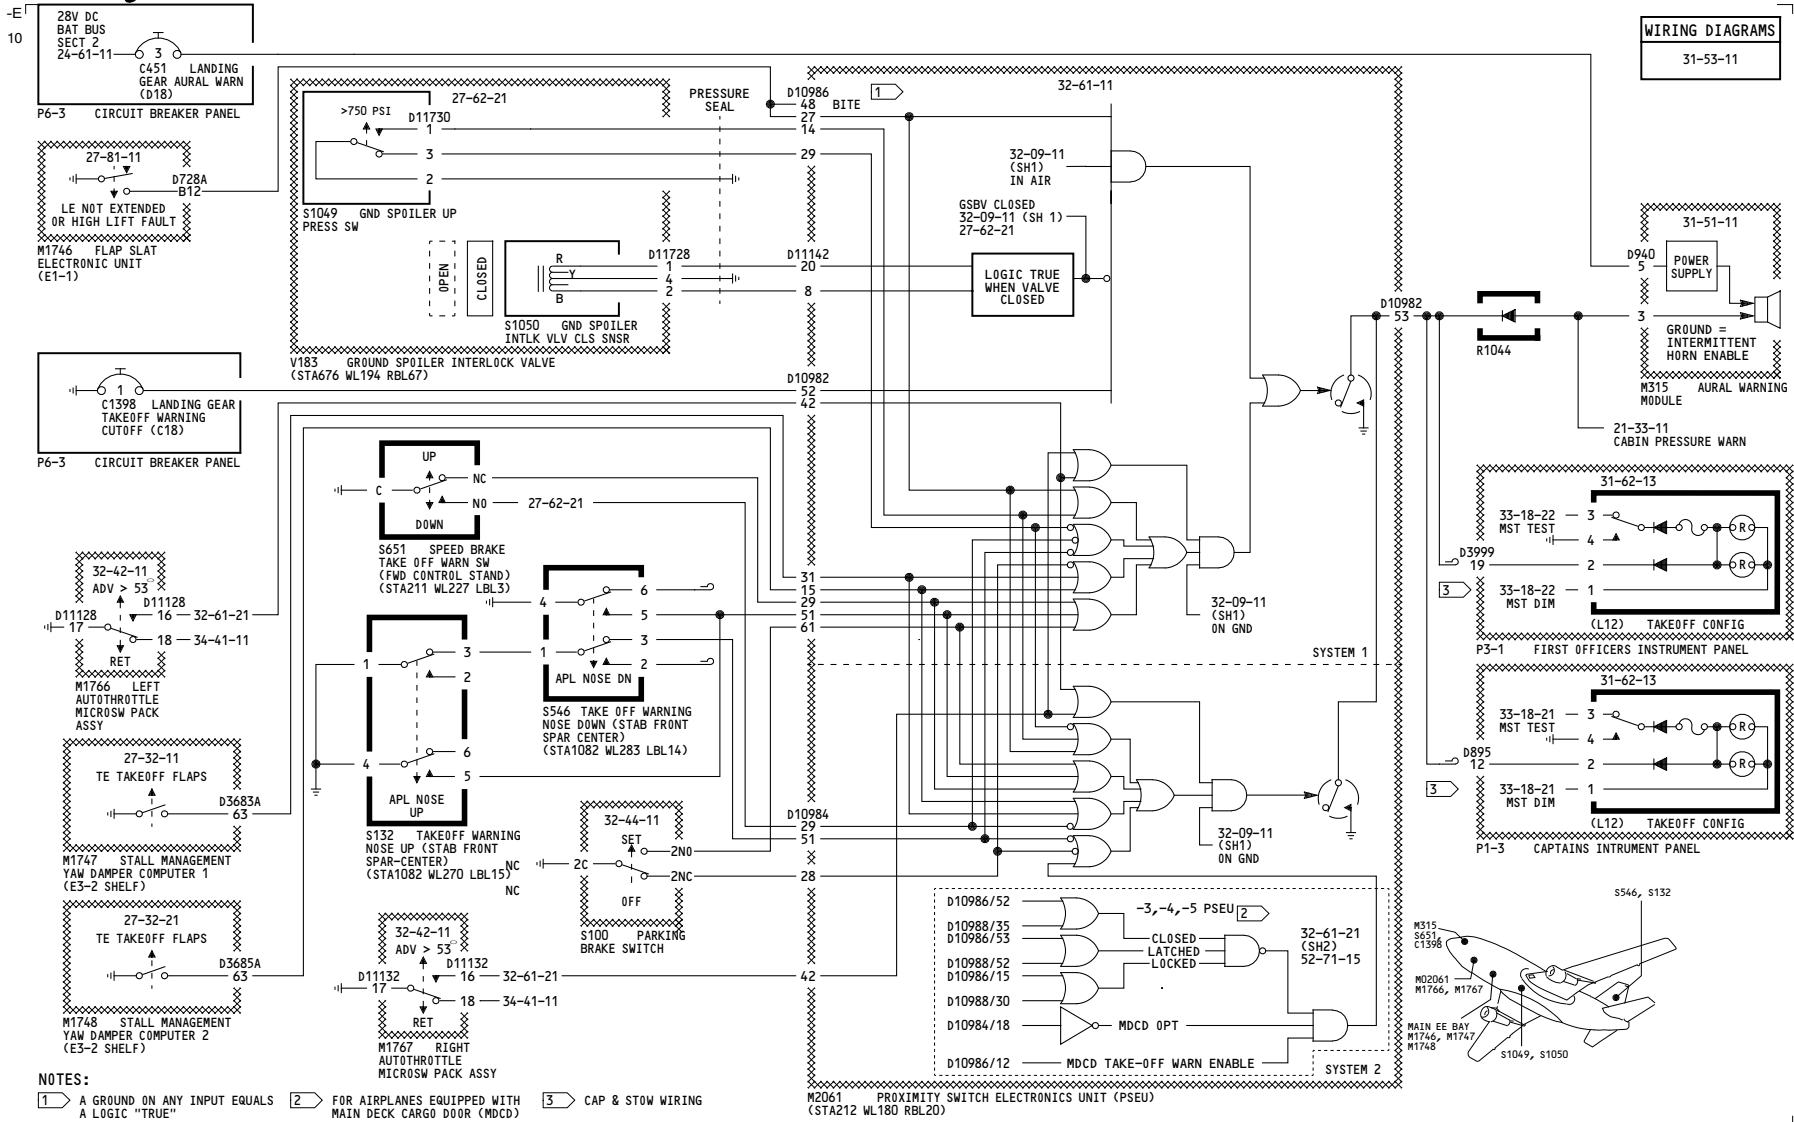 -E
10
28V DC
BAT BUS
SECT 2
24-61-11
3
C451 LANDING
GEAR AURAL WARN
(D18)
P6-3 CIRCUIT BREAKER PANEL
WIRING DIAGRAMS
31-53-11
27-81-11
D728A
B12
LE NOT EXTENDED
OR HIGH LIFT FAULT
M1746 FLAP SLAT
ELECTRONIC UNIT
(E1-1)
27-62-21
>750 PSI
D11730
1
3
2
S1049 GND SPOILER UP
PRESS SW
OPEN
CLOSED
R
Y
B
D11728
1
4
2
S1050 GND SPOILER
INTLK VLV CLS SNSR
V183 GROUND SPOILER INTERLOCK VALVE
(STA676 WL194 RBL67)
PRESSURE
SEAL
D10986
48 BITE
27
14
29
1
32-61-11
32-09-11
(SH1)
IN AIR
GSBV CLOSED
32-09-11 (SH 1)
27-62-21
D11142
20
8
LOGIC TRUE
WHEN VALVE
CLOSED
D10982
53
R1044
31-51-11
D940
5
POWER
SUPPLY
3
GROUND =
INTERMITTENT
HORN ENABLE
M315 AURAL WARNING
MODULE
21-33-11
CABIN PRESSURE WARN
1
C1398 LANDING GEAR
TAKEOFF WARNING
CUTOFF (C18)
P6-3 CIRCUIT BREAKER PANEL
D10982
52
42
UP
C
NC
NO
27-62-21
DOWN
S651 SPEED BRAKE
TAKE OFF WARN SW
(FWD CONTROL STAND)
(STA211 WL227 LBL3)
32-42-11
ADV > 53
D11128
17
D11128
16 32-61-21
18 34-41-11
RET
M1766 LEFT
AUTOTHROTTLE
MICROSW PACK
ASSY
4
6
5
3
1
2
APL NOSE DN
S546 TAKE OFF WARNING
NOSE DOWN (STAB FRONT
SPAR CENTER)
(STA1082 WL283 LBL14)
31
15
29
51
61
32-09-11
(SH1)
ON GND
SYSTEM 1
1
3
2
4
6
5
APL NOSE
UP
S132 TAKEOFF WARNING
NOSE UP (STAB FRONT
SPAR-CENTER)
(STA1082 WL270 LBL15)
NC
NC
27-32-11
TE TAKEOFF FLAPS
D3683A
63
M1747 STALL MANAGEMENT
YAW DAMPER COMPUTER 1
(E3-2 SHELF)
27-32-21
TE TAKEOFF FLAPS
D3685A
63
M1748 STALL MANAGEMENT
YAW DAMPER COMPUTER 2
(E3-2 SHELF)
32-44-11
SET
2C
2NO
2NC
OFF
S100 PARKING
BRAKE SWITCH
D10984
29
51
28
42
32-42-11
ADV > 53
D11132
17
D11132
16 32-61-21
18 34-41-11
RET
M1767 RIGHT
AUTOTHROTTLE
MICROSW PACK ASSY
32-09-11
(SH1)
ON GND
D10986/52
D10988/35
D10986/53
D10988/52
D10986/15
D10988/30
D10984/18
D10986/12
-3,-4,-5 PSEU
2
CLOSED
LATCHED
LOCKED
32-61-21
(SH2)
52-71-15
MDCD OPT
MDCD TAKE-OFF WARN ENABLE
SYSTEM 2
M2061 PROXIMITY SWITCH ELECTRONICS UNIT (PSEU)
(STA212 WL180 RBL20)
31-62-13
33-18-22
MST TEST
3
4
D3999
19
2
3
33-18-22
MST DIM
1
R
R
(L12) TAKEOFF CONFIG
P3-1 FIRST OFFICERS INSTRUMENT PANEL
31-62-13
33-18-21
MST TEST
3
4
D895
12
2
3
33-18-21
MST DIM
1
R
R
(L12) TAKEOFF CONFIG
P1-3 CAPTAINS INTRUMENT PANEL
S546, S132
M315
S651,
C1398
M02061
M1766, M1767
MAIN EE BAY
M1746, M1747
M1748
S1049, S1050
NOTES:
1 A GROUND ON ANY INPUT EQUALS
A LOGIC "TRUE"
2 FOR AIRPLANES EQUIPPED WITH
MAIN DECK CARGO DOOR (MDCD)
3 CAP & STOW WIRING